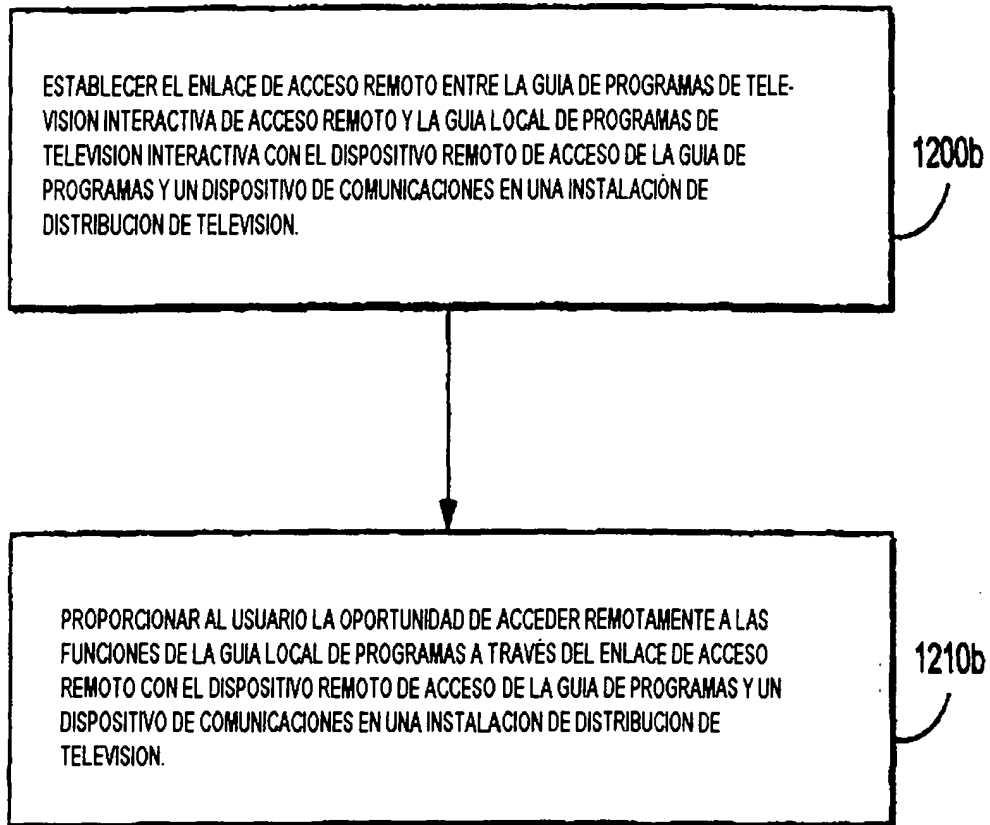 ESTABLECER EL ENLACE DE ACCESO REMOTO ENTRE LA GUIA DE PROGRAMAS DE TELE-
VISION INTERACTIVA DE ACCESO REMOTO Y LA GUIA LOCAL DE PROGRAMAS DE
TELEVISION INTERACTIVA CON EL DISPOSITIVO REMOTO DE ACCESO DE LA GUIA DE
PROGRAMAS Y UN DISPOSITIVO DE COMUNICACIONES EN UNA INSTALACIÓN DE
DISTRIBUCION DE TELEVISION.
1200b
PROPORCIONAR AL USUARIO LA OPORTUNIDAD DE ACCEDER REMOTAMENTE A LAS
FUNCIONES DE LA GUIA LOCAL DE PROGRAMAS A TRAVÉS DEL ENLACE DE ACCESO
REMOTO CON EL DISPOSITIVO REMOTO DE ACCESO DE LA GUIA DE PROGRAMAS Y UN
DISPOSITIVO DE COMUNICACIONES EN UNA INSTALACION DE DISTRIBUCION DE
TELEVISION.
1210b